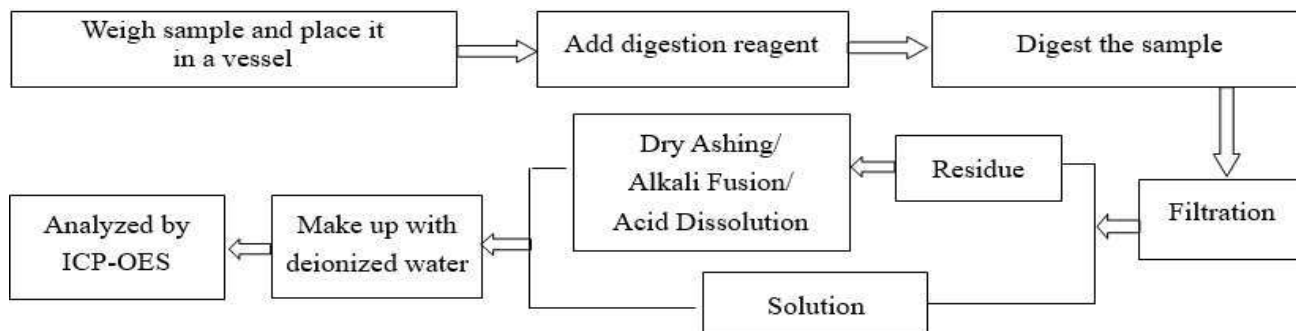 Weigh sample and place it
in a vessel
Add digestion reagent
Digest the sample
Filtration
Residue
Dry Ashing/
Alkali Fusion/
Acid Dissolution
Solution
Make up with
deionized water
Analyzed by
ICP-OES